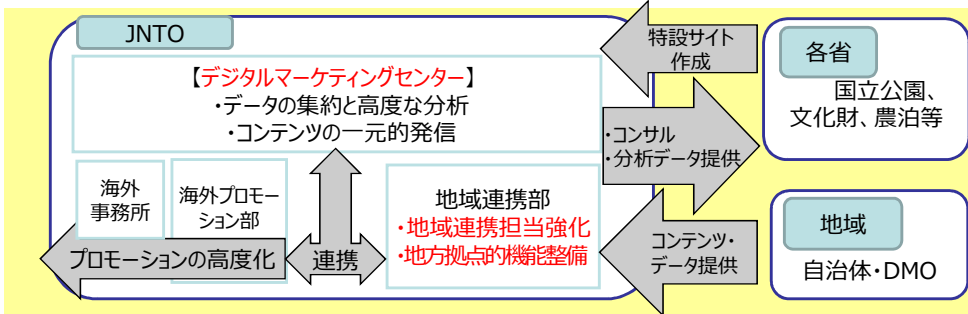 JNTO
【デジタルマーケティングセンター】
・データの集約と高度な分析
・コンテンツの一元的発信
海外
事務所
海外プロモー
ション部
地域連携部
・地域連携担当強化
・地方拠点的機能整備
プロモーションの高度化
連携
特設サイト
作成
・コンサル
・分析データ提供
コンテンツ・
データ提供
各省
国立公園、
文化財、農泊等
地域
自治体・DMO